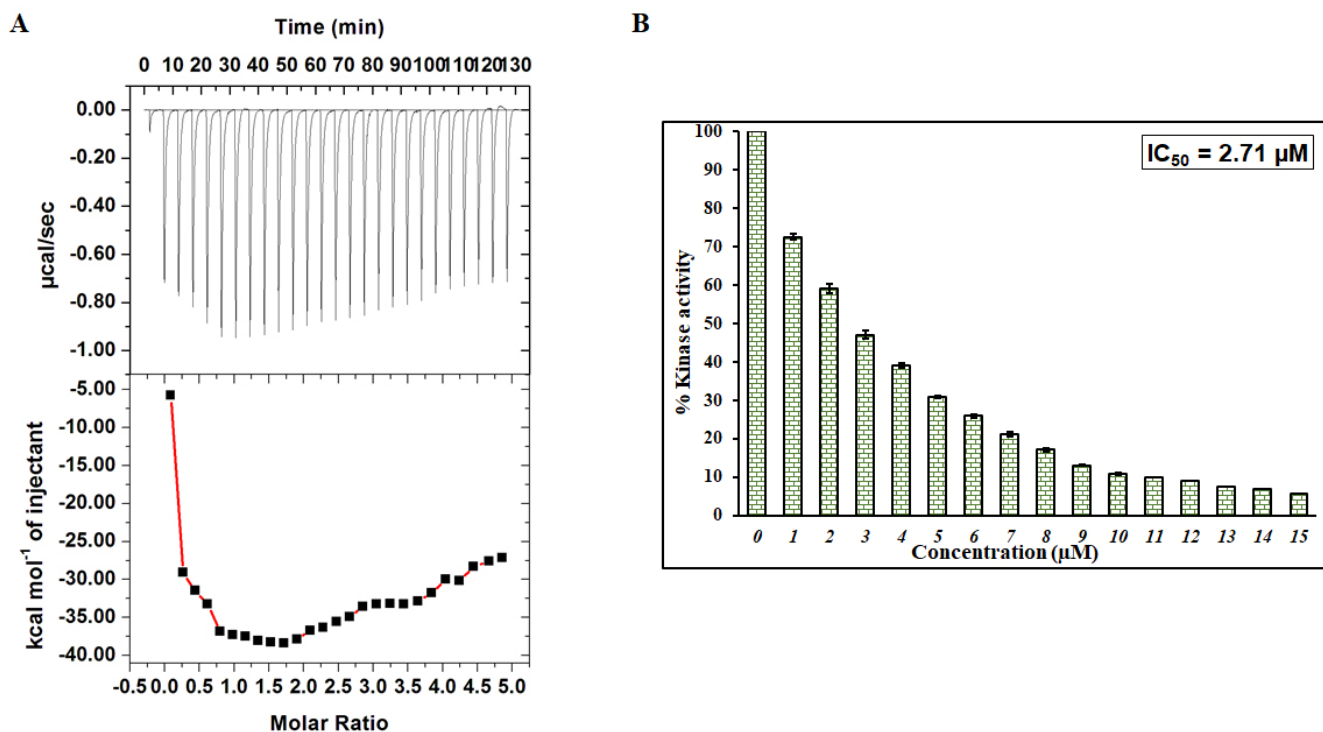 A
Time (min)
0 10 20 30 40 50 60 70 80 90 100 110 120 130
0.00
-0.20
-0.40
-0.60
-0.80
-1.00
µcal/sec
-5.00
-10.00
-15.00
-20.00
-25.00
-30.00
-35.00
-40.00
kcal mol⁻¹ of injectant
-0.5 0.0 0.5 1.0 1.5 2.0 2.5 3.0 3.5 4.0 4.5 5.0
Molar Ratio
B
IC₅₀ = 2.71 µM
100
90
80
70
60
50
40
30
20
10
0
% Kinase activity
0 1 2 3 4 5 6 7 8 9 10 11 12 13 14 15
Concentration (µM)